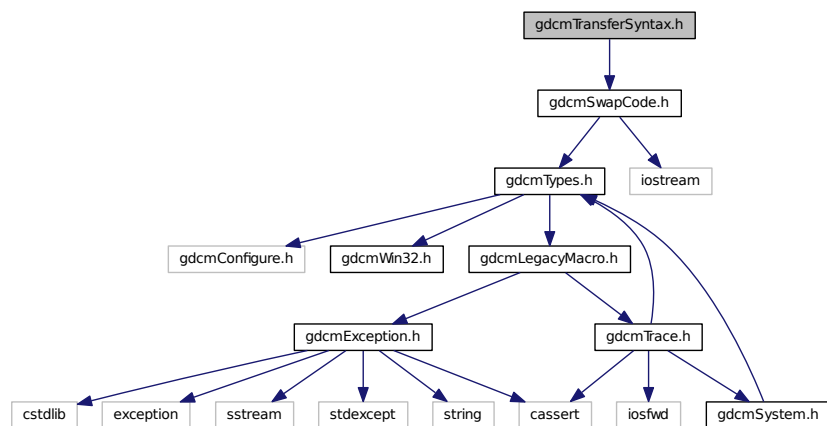 gdcmTransferSyntax.h
gdcmSwapCode.h
gdcmTypes.h
iostream
gdcmConfigure.h
gdcmWin32.h
gdcmLegacyMacro.h
gdcmException.h
gdcmTrace.h
cstdlib
exception
sstream
stdexcept
string
cassert
iosfwd
gdcmSystem.h